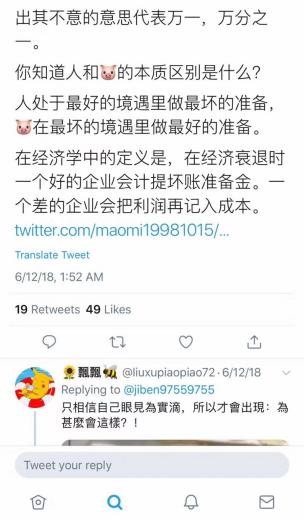 出其不意的意思代表万一，万分之
一。
你知道人和🐷的本质区别是什么？
人处于最好的境遇里做最坏的准备，
🐷在最坏的境遇里做最好的准备。
在经济学中的定义是，在经济衰退时
一个好的企业会计提坏账准备金。一
个差的企业会把利润再记入成本。
twitter.com/maomi19981015/...
Translate Tweet
6/12/18, 1:52 AM
19 Retweets 49 Likes
🌻飄飄🐝 @liuxupiaopiao72 · 6/12/18
Replying to @jiben97559755
只相信自己眼見為實滴，所以才會出現：為
甚麼會這樣？！
Tweet your reply